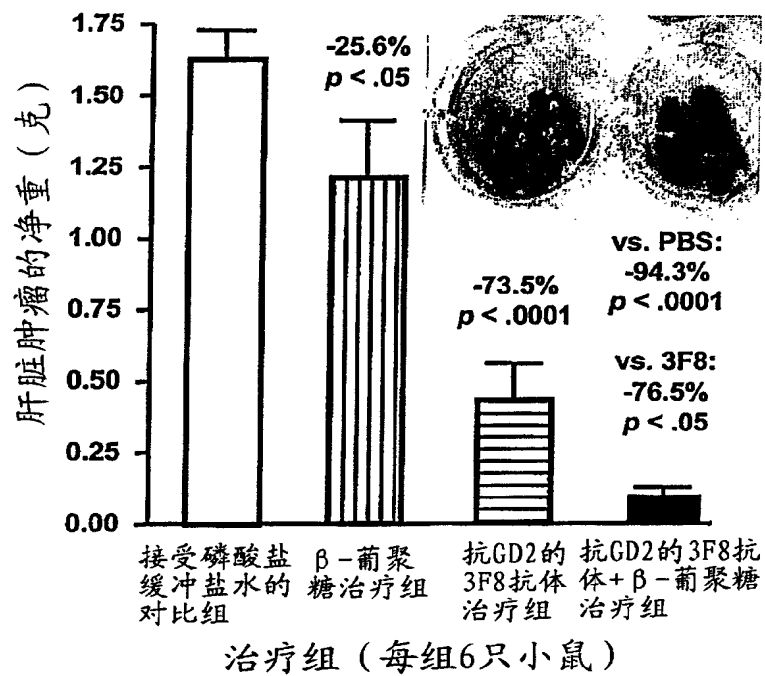 肝脏肿瘤的净重（克）
1.75
1.50
1.25
1.00
0.75
0.50
0.25
0.00
-25.6%
p < .05
-73.5%
p < .0001
vs. PBS:
-94.3%
p < .0001
vs. 3F8:
-76.5%
p < .05
接受磷酸盐
缓冲盐水的
对比组
β-葡聚
糖治疗组
抗GD2的
3F8抗体
治疗组
抗GD2的3F8抗
体+β-葡聚糖
治疗组
治疗组（每组6只小鼠）